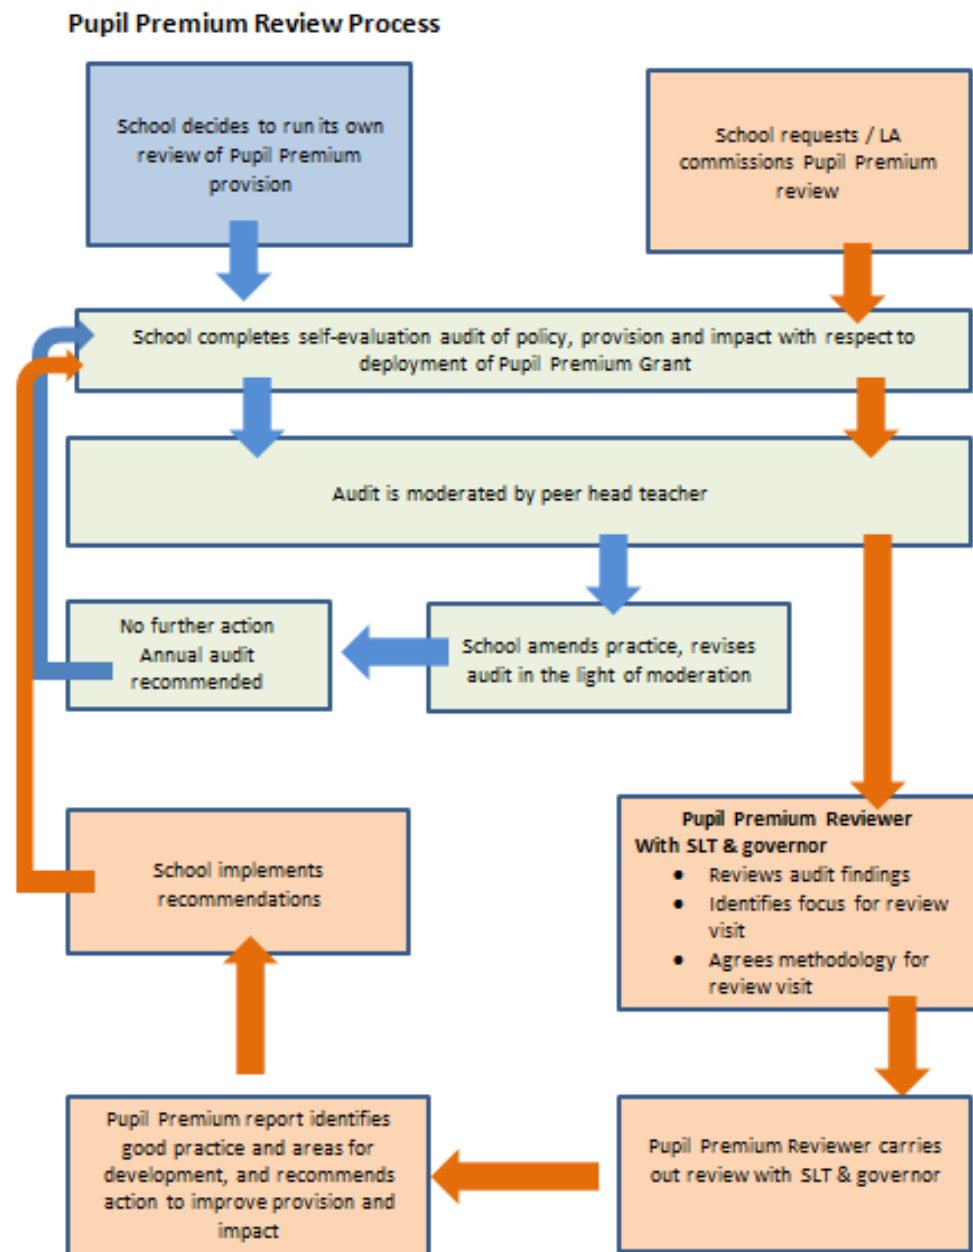 Pupil Premium Review Process
School decides to run its own
review of Pupil Premium
provision
School requests / LA
commissions Pupil Premium
review
School completes self-evaluation audit of policy, provision and impact with respect to
deployment of Pupil Premium Grant
Audit is moderated by peer head teacher
No further action
Annual audit
recommended
School amends practice, revises
audit in the light of moderation
School implements
recommendations
Pupil Premium Reviewer
With SLT & governor
• Reviews audit findings
• Identifies focus for review
visit
• Agrees methodology for
review visit
Pupil Premium report identifies
good practice and areas for
development, and recommends
action to improve provision and
impact
Pupil Premium Reviewer carries
out review with SLT & governor